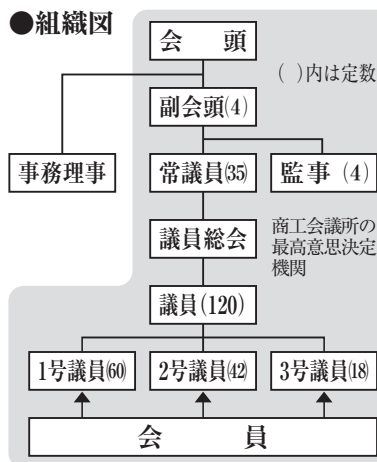 ●組織図
会　頭
( )内は定数
副会頭(4)
事務理事
常議員(35)
監事 (4)
議員総会
商工会議所の
最高意思決定
機関
議員(120)
1号議員(60)
2号議員(42)
3号議員(18)
会　員